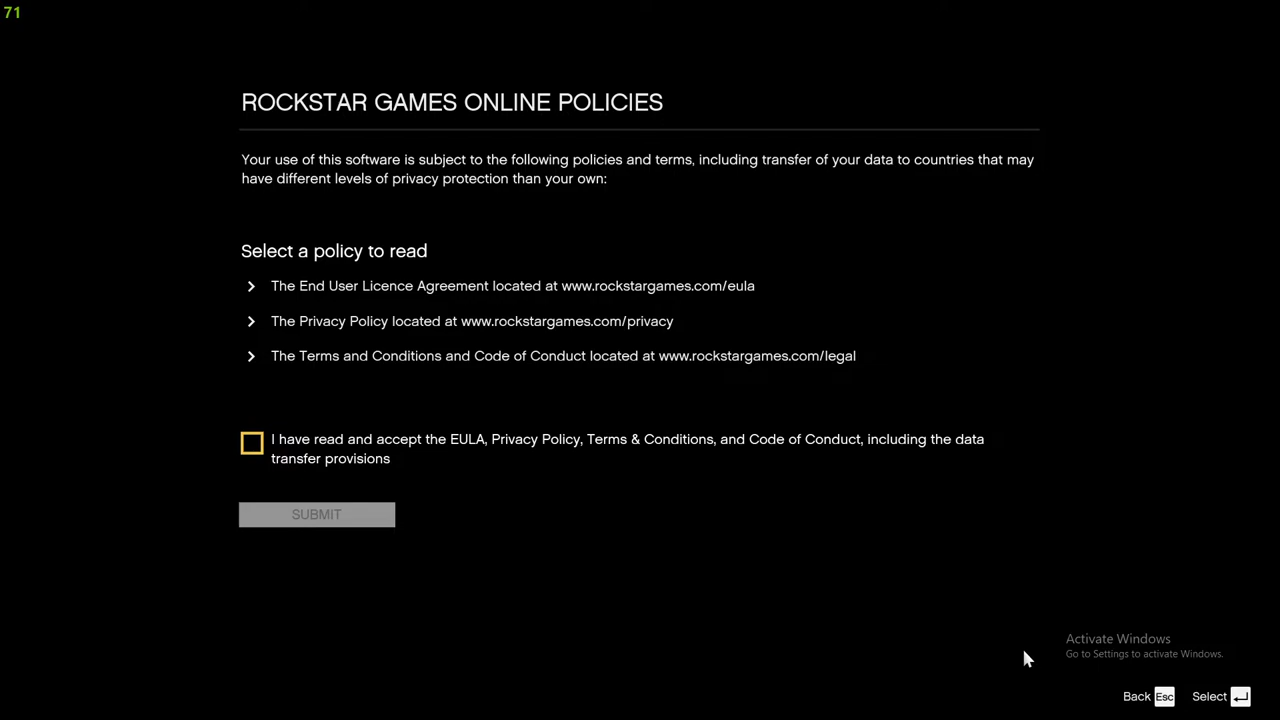 71
ROCKSTAR GAMES ONLINE POLICIES
Your use of this software is subject to the following policies and terms, including transfer of your data to countries that may
have different levels of privacy protection than your own:
Select a policy to read
The End User Licence Agreement located at www.rockstargames.com/eula
The Privacy Policy located at www.rockstargames.com/privacy
The Terms and Conditions and Code of Conduct located at www.rockstargames.com/legal
I have read and accept the EULA, Privacy Policy, Terms & Conditions, and Code of Conduct, including the data
transfer provisions
SUBMIT
Activate Windows
Go to Settings to activate Windows.
Back Esc Select